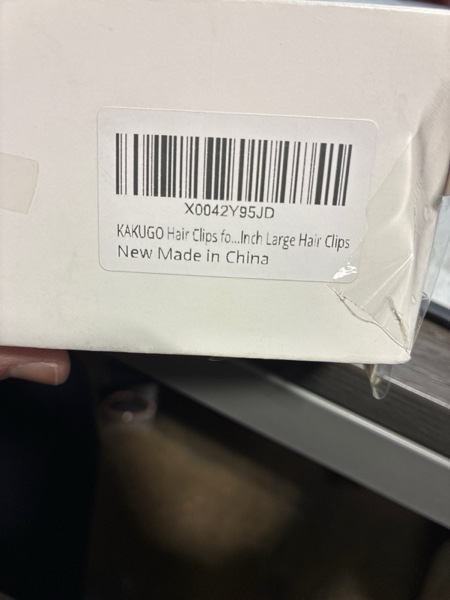 X0042Y95JD
KAKUGO Hair Clips fo...Inch Large Hair Clips
New Made in China